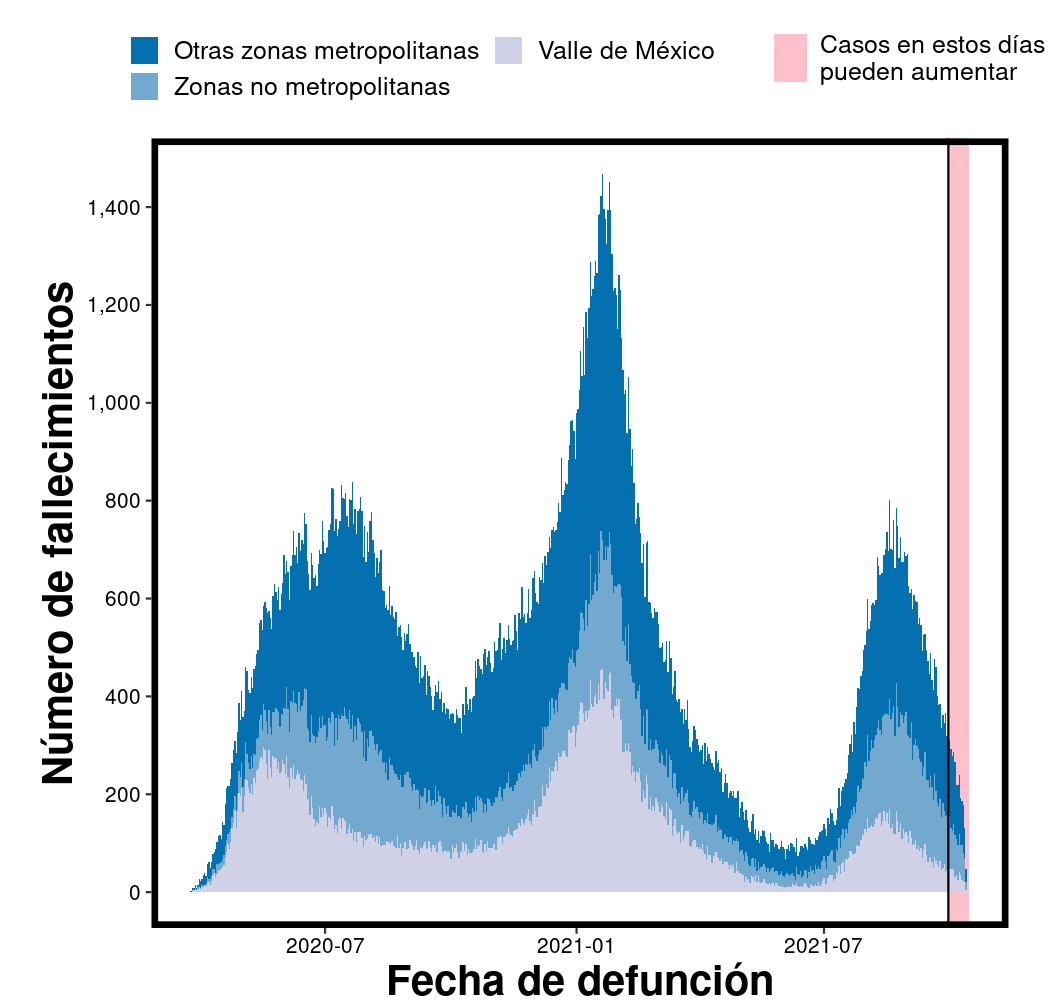 Otras zonas metropolitanas
Zonas no metropolitanas
Valle de México
Casos en estos días
pueden aumentar
Número de fallecimientos
1,400
1,200
1,000
800
600
400
200
0
2020-07
2021-01
2021-07
Fecha de defunción